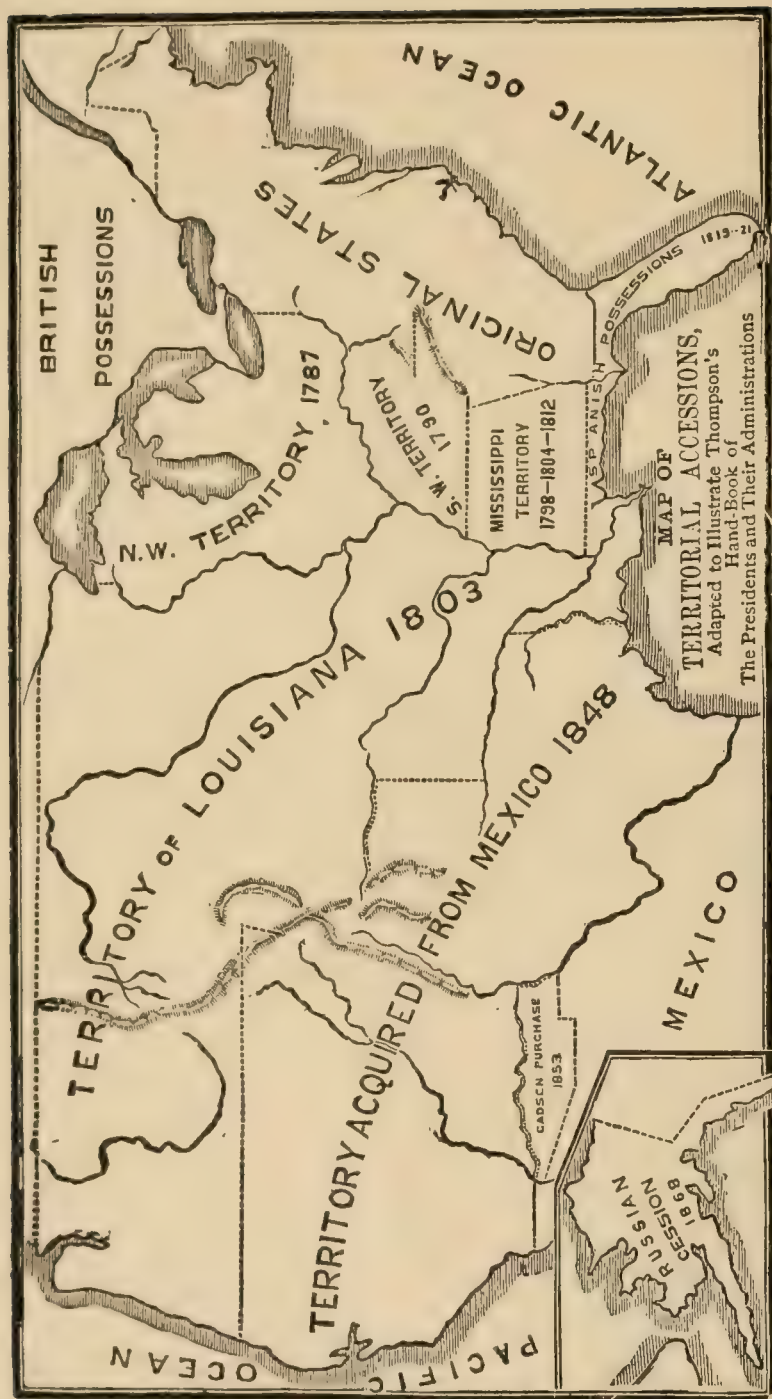 MAP OF
TERRITORIAL ACCESSIONS,
Adapted to Illustrate Thompson's
Hand-Book of
The Presidents and Their Administrations
BRITISH
POSSESSIONS
ATLANTIC OCEAN
ORIGINAL STATES
N.W. TERRITORY, 1787
S.W. TERRITORY
1790
MISSISSIPPI
TERRITORY
1798-1804-1812
SPANISH POSSESSIONS 1819-21
TERRITORY OF LOUISIANA 1803
TERRITORY ACQUIRED FROM MEXICO 1848
GADSEN PURCHASE
1853
MEXICO
PACIFIC OCEAN
RUSSIAN
CESSION
1868